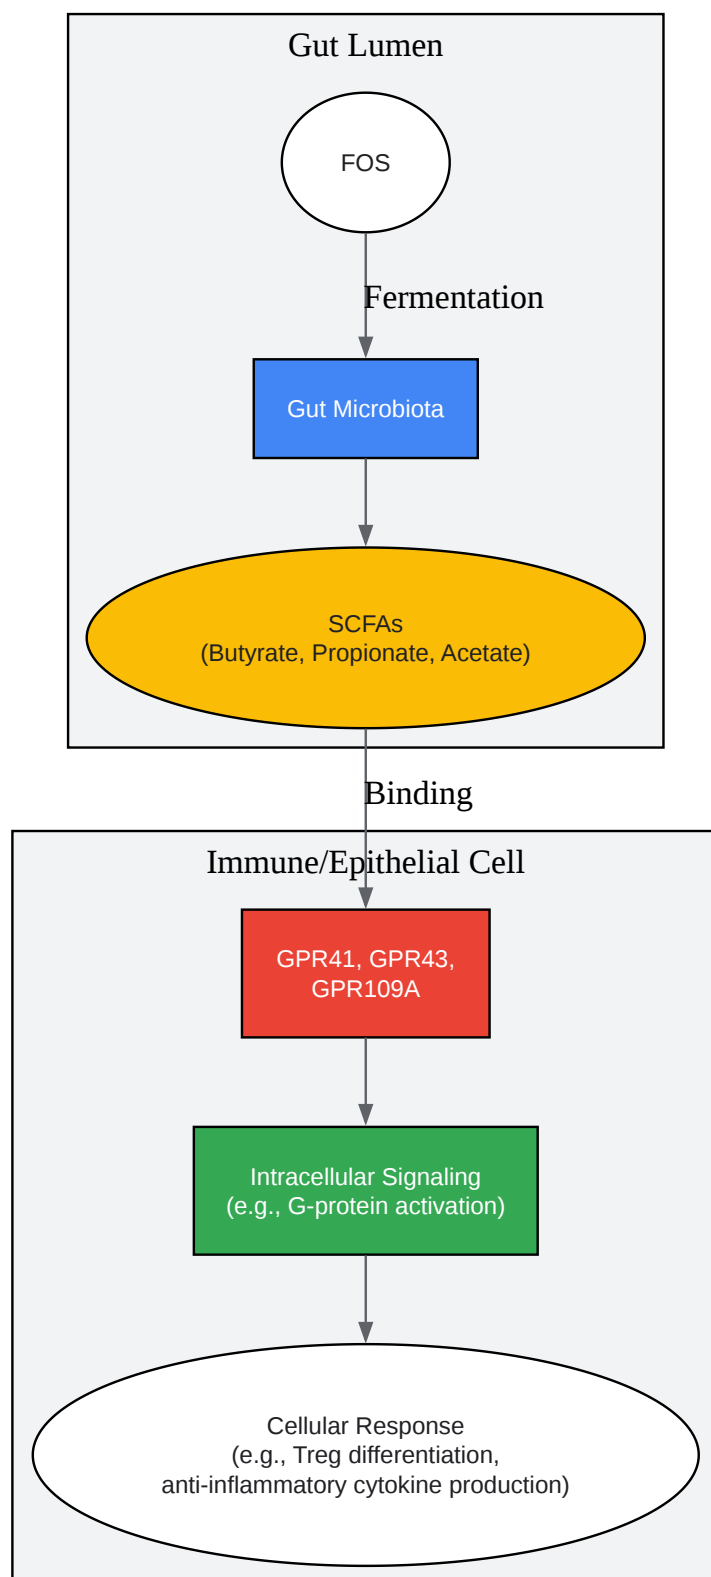 Gut Lumen
FOS
Fermentation
Gut Microbiota
SCFAs
(Butyrate, Propionate, Acetate)
Binding
Immune/Epithelial Cell
GPR41, GPR43,
GPR109A
Intracellular Signaling
(e.g., G-protein activation)
Cellular Response
(e.g., Treg differentiation,
anti-inflammatory cytokine production)